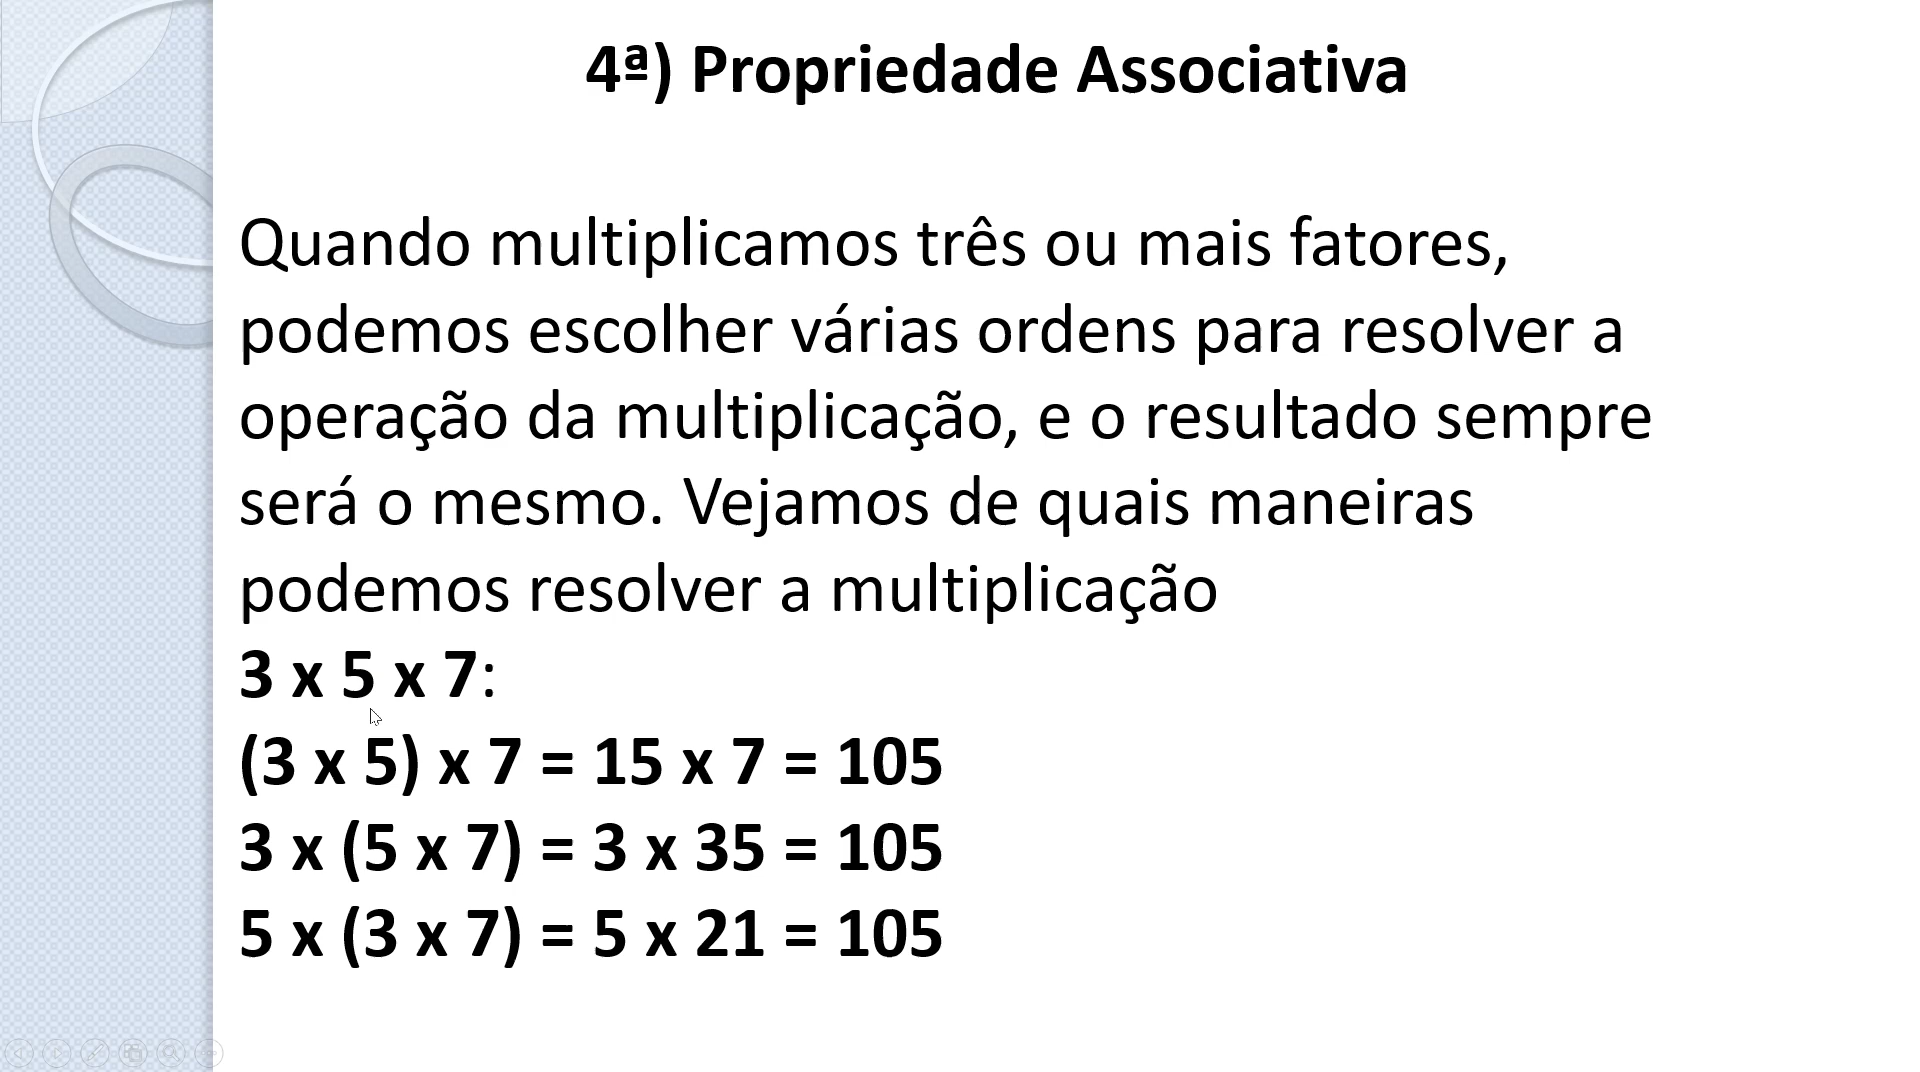 4ª) Propriedade Associativa
Quando multiplicamos três ou mais fatores,
podemos escolher várias ordens para resolver a
operação da multiplicação, e o resultado sempre
será o mesmo. Vejamos de quais maneiras
podemos resolver a multiplicação
3 x 5 x 7:
(3 x 5) x 7 = 15 x 7 = 105
3 x (5 x 7) = 3 x 35 = 105
5 x (3 x 7) = 5 x 21 = 105